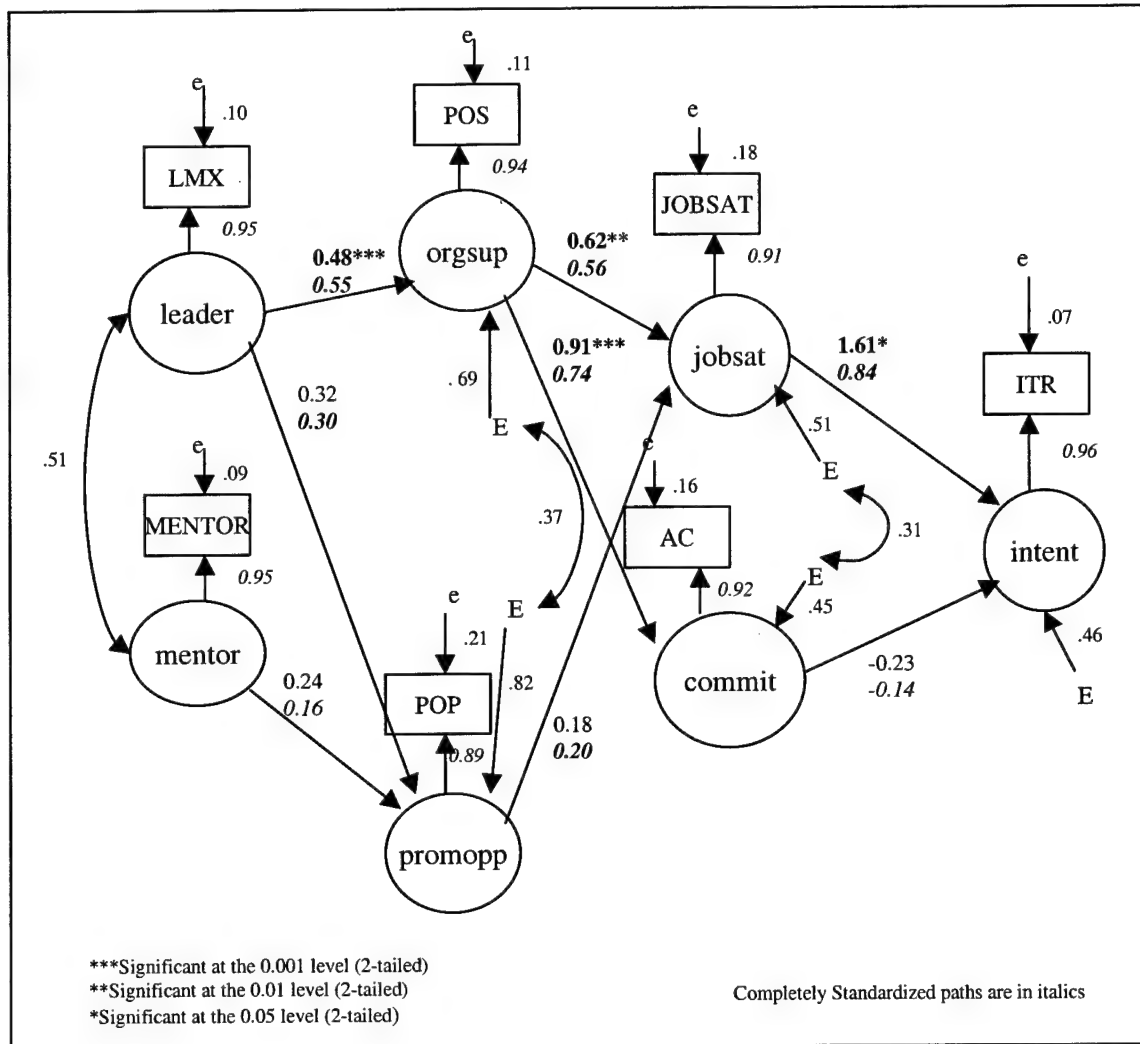 e
.11
POS
0.94
e
.10
LMX
0.95
leader
0.48***
0.55
orgsup
0.62**
0.56
e
.18
JOBSAT
0.91
jobsat
e
.07
ITR
0.96
intent
1.61*
0.84
0.91***
0.74
.69
E
0.32
0.30
.51
e
.09
MENTOR
0.95
mentor
0.24
0.16
.37
E
.82
e
.21
POP
0.89
promopp
0.18
0.20
e
.16
AC
0.92
commit
.51
E
.31
E
.45
-0.23
-0.14
.46
E
***Significant at the 0.001 level (2-tailed)
**Significant at the 0.01 level (2-tailed)
*Significant at the 0.05 level (2-tailed)
Completely Standardized paths are in italics